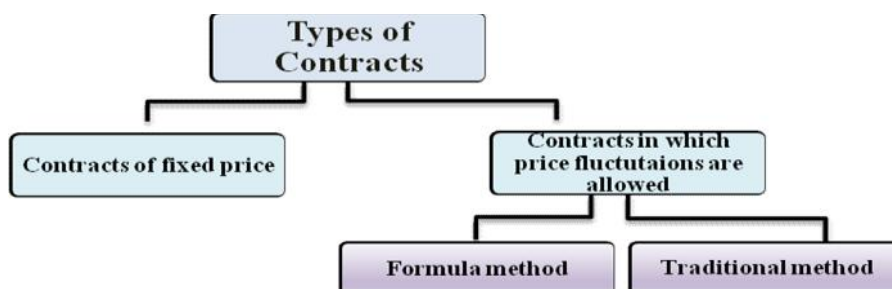 Types of
Contracts
Contracts of fixed price
Contracts in which
price fluctutaions are
allowed
Formula method
Traditional method